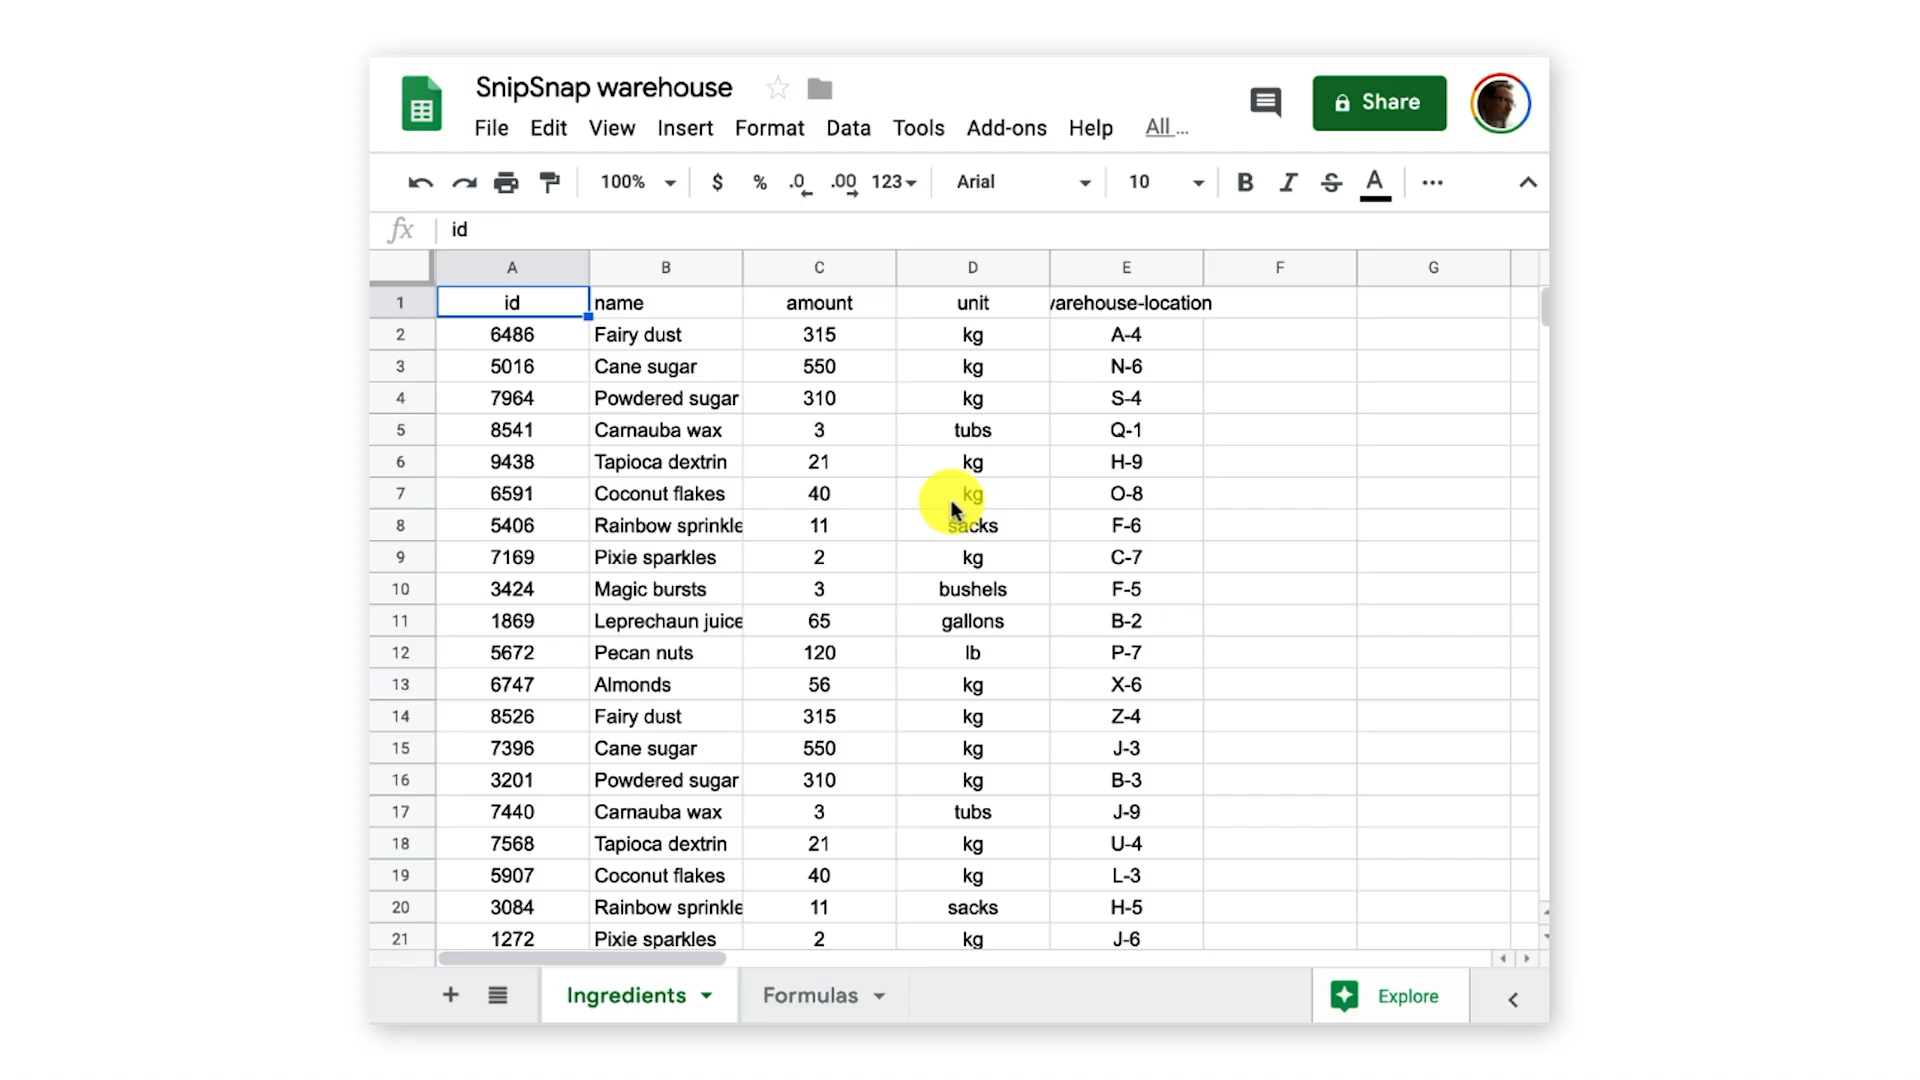 SnipSnap warehouse
File Edit View Insert Format Data Tools Add-ons Help All ...
Share
100% $ % .0 .00 123 Arial 10 B I S A
fx id
A B C D E F G
1 id name amount unit warehouse-location
2 6486 Fairy dust 315 kg A-4
3 5016 Cane sugar 550 kg N-6
4 7964 Powdered sugar 310 kg S-4
5 8541 Carnauba wax 3 tubs Q-1
6 9438 Tapioca dextrin 21 kg H-9
7 6591 Coconut flakes 40 kg O-8
8 5406 Rainbow sprinkle 11 sacks F-6
9 7169 Pixie sparkles 2 kg C-7
10 3424 Magic bursts 3 bushels F-5
11 1869 Leprechaun juice 65 gallons B-2
12 5672 Pecan nuts 120 lb P-7
13 6747 Almonds 56 kg X-6
14 8526 Fairy dust 315 kg Z-4
15 7396 Cane sugar 550 kg J-3
16 3201 Powdered sugar 310 kg B-3
17 7440 Carnauba wax 3 tubs J-9
18 7568 Tapioca dextrin 21 kg U-4
19 5907 Coconut flakes 40 kg L-3
20 3084 Rainbow sprinkle 11 sacks H-5
21 1272 Pixie sparkles 2 kg J-6
Ingredients Formulas Explore